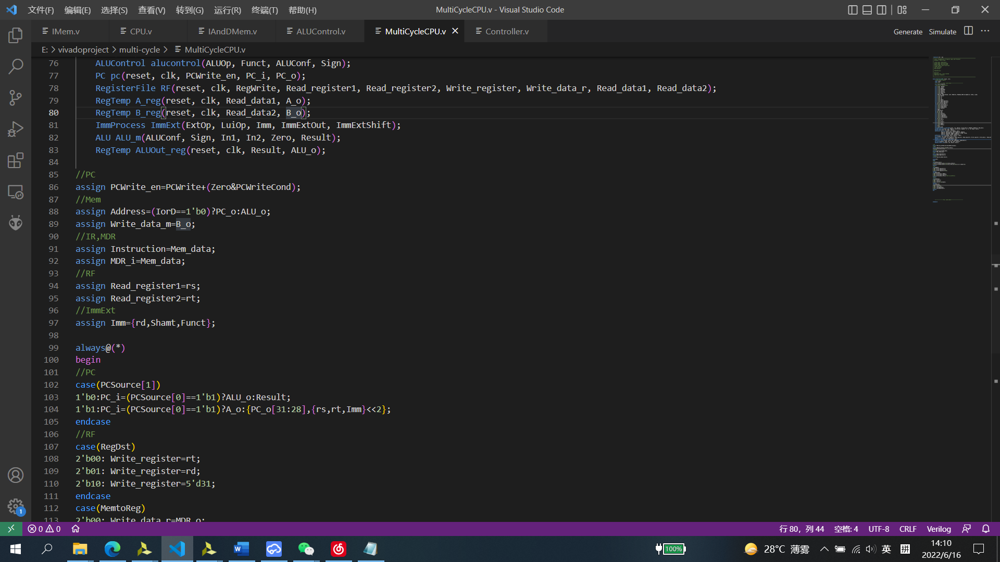 文件(F) 编辑(E) 选择(S) 查看(V) 转到(G) 运行(R) 终端(T) 帮助(H) MultiCycleCPU.v - Visual Studio Code
IMem.v CPU.v IAndDMem.v ALUControl.v MultiCycleCPU.v Controller.v Generate Simulate
E: > vivadoproject > multi-cycle > MultiCycleCPU.v
76 ALUControl alucontrol(ALUOp, Funct, ALUConf, Sign);
77 PC pc(reset, clk, PCWrite_en, PC_i, PC_o);
78 RegisterFile RF(reset, clk, RegWrite, Read_register1, Read_register2, Write_register, Write_data_r, Read_data1, Read_data2);
79 RegTemp A_reg(reset, clk, Read_data1, A_o);
80 RegTemp B_reg(reset, clk, Read_data2, B_o);
81 ImmProcess ImmExt(ExtOp, LuiOp, Imm, ImmExtOut, ImmExtShift);
82 ALU ALU_m(ALUConf, Sign, In1, In2, Zero, Result);
83 RegTemp ALUOut_reg(reset, clk, Result, ALU_o);
84
85 //PC
86 assign PCWrite_en=PCWrite+(Zero&PCWriteCond);
87 //Mem
88 assign Address=(IorD==1'b0)?PC_o:ALU_o;
89 assign Write_data_m=B_o;
90 //IR,MDR
91 assign Instruction=Mem_data;
92 assign MDR_i=Mem_data;
93 //RF
94 assign Read_register1=rs;
95 assign Read_register2=rt;
96 //ImmExt
97 assign Imm={rd,Shamt,Funct};
98
99 always@(*)
100 begin
101 //PC
102 case(PCSource[1])
103 1'b0:PC_i=(PCSource[0]==1'b1)?ALU_o:Result;
104 1'b1:PC_i=(PCSource[0]==1'b1)?A_o:{PC_o[31:28],{rs,rt,Imm}<<2};
105 endcase
106 //RF
107 case(RegDst)
108 2'b00: Write_register=rt;
109 2'b01: Write_register=rd;
110 2'b10: Write_register=5'd31;
111 endcase
112 case(MemtoReg)
113 2'b00: Write_data_r=MDR_o;
0 0 行 80，列 44 空格: 4 UTF-8 CRLF Verilog
1
100% 28°C 薄雾 英 拼 14:10
2022/6/16